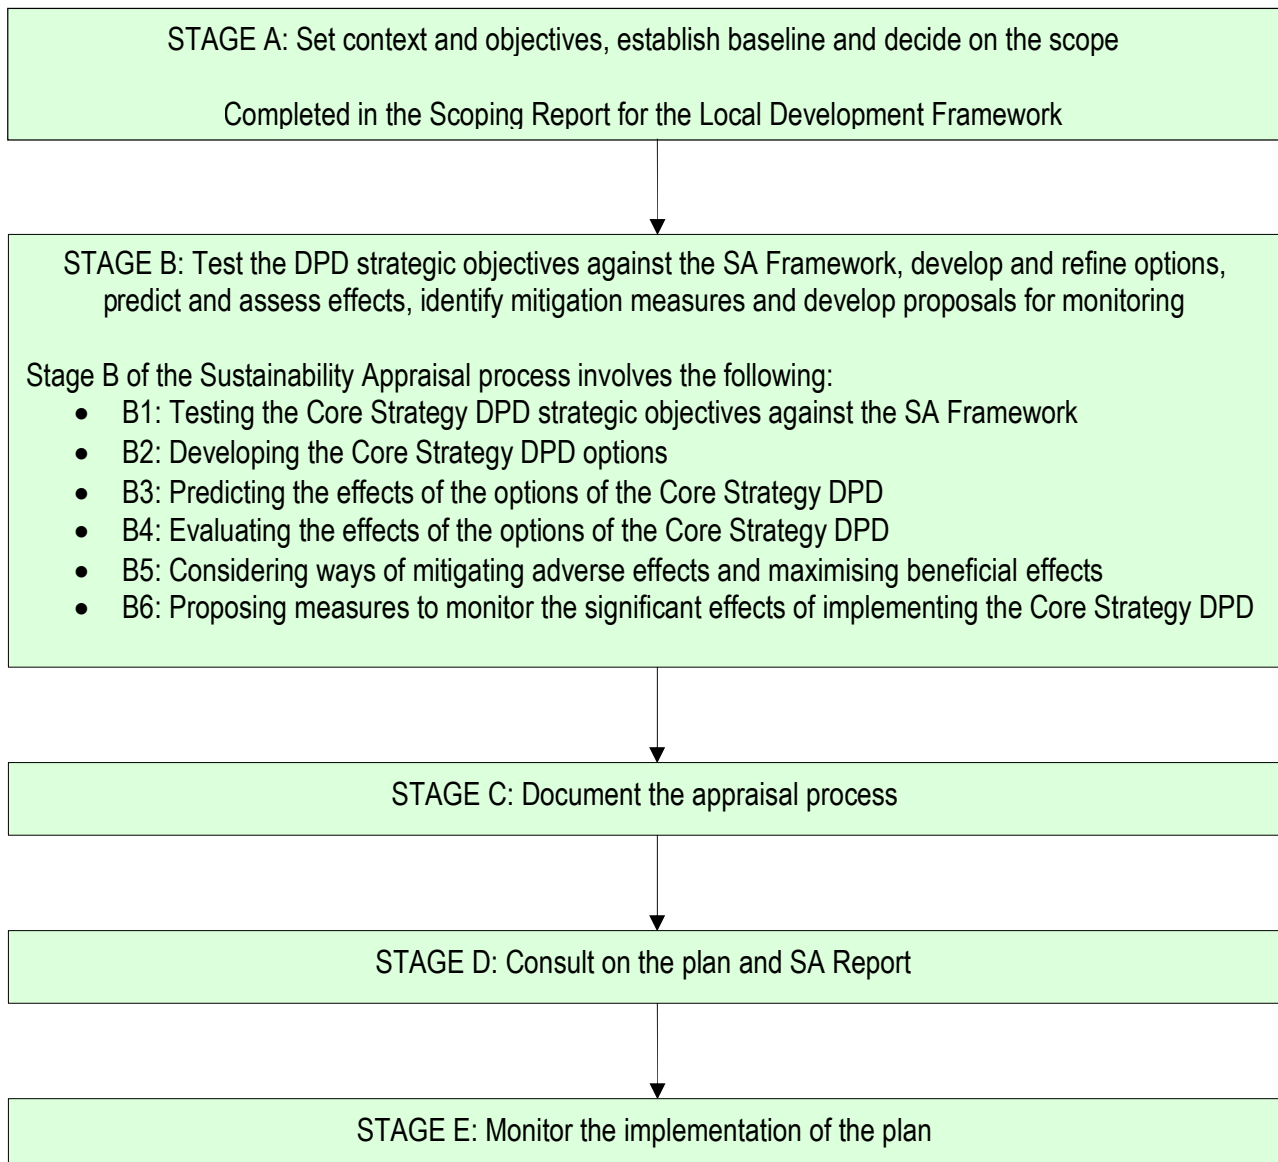 STAGE A: Set context and objectives, establish baseline and decide on the scope
Completed in the Scoping Report for the Local Development Framework
STAGE B: Test the DPD strategic objectives against the SA Framework, develop and refine options,
predict and assess effects, identify mitigation measures and develop proposals for monitoring
Stage B of the Sustainability Appraisal process involves the following:
• B1: Testing the Core Strategy DPD strategic objectives against the SA Framework
• B2: Developing the Core Strategy DPD options
• B3: Predicting the effects of the options of the Core Strategy DPD
• B4: Evaluating the effects of the options of the Core Strategy DPD
• B5: Considering ways of mitigating adverse effects and maximising beneficial effects
• B6: Proposing measures to monitor the significant effects of implementing the Core Strategy DPD
STAGE C: Document the appraisal process
STAGE D: Consult on the plan and SA Report
STAGE E: Monitor the implementation of the plan